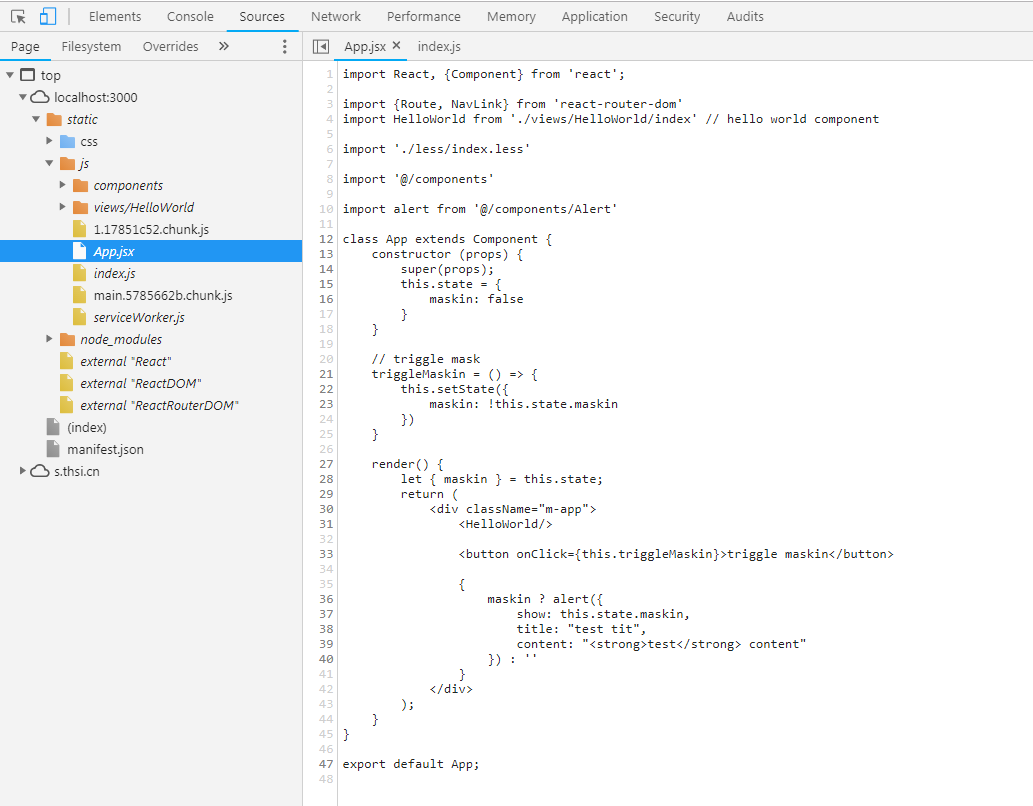 Elements Console Sources Network Performance Memory Application Security Audits
Page Filesystem Overrides » App.jsx × index.js
top
localhost:3000
static
css
js
components
views/HelloWorld
1.17851c52.chunk.js
App.jsx
index.js
main.5785662b.chunk.js
serviceWorker.js
node_modules
external "React"
external "ReactDOM"
external "ReactRouterDOM"
(index)
manifest.json
s.thsi.cn
1 import React, {Component} from 'react';
2
3 import {Route, NavLink} from 'react-router-dom'
4 import HelloWorld from './views/HelloWorld/index' // hello world component
5
6 import './less/index.less'
7
8 import '@/components'
9
10 import alert from '@/components/Alert'
11
12 class App extends Component {
13     constructor (props) {
14         super(props);
15         this.state = {
16             maskin: false
17         }
18     }
19
20     // triggle mask
21     triggleMaskin = () => {
22         this.setState({
23             maskin: !this.state.maskin
24         })
25     }
26
27     render() {
28         let { maskin } = this.state;
29         return (
30             <div className="m-app">
31                 <HelloWorld/>
32
33                 <button onClick={this.triggleMaskin}>triggle maskin</button>
34
35                 {
36                     maskin ? alert({
37                         show: this.state.maskin,
38                         title: "test tit",
39                         content: "<strong>test</strong> content"
40                     }) : ''
41                 }
42             </div>
43         );
44     }
45 }
46
47 export default App;
48